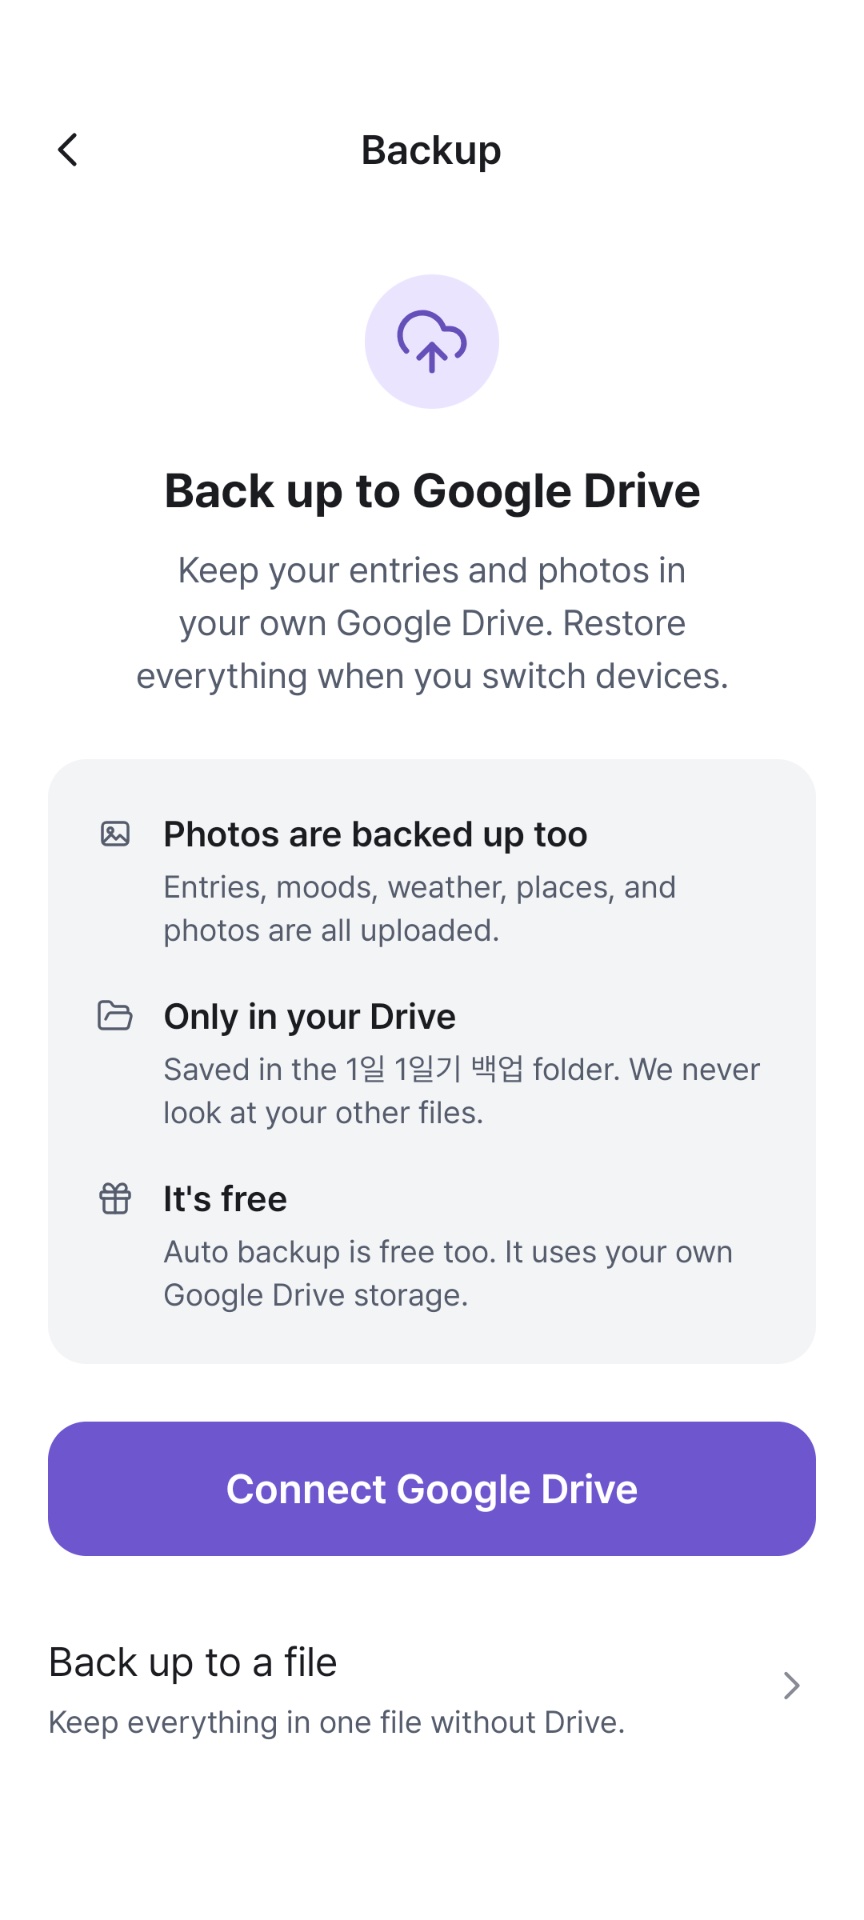 Backup
Back up to Google Drive
Keep your entries and photos in
your own Google Drive. Restore
everything when you switch devices.
Photos are backed up too
Entries, moods, weather, places, and
photos are all uploaded.
Only in your Drive
Saved in the 1일 1일기 백업 folder. We never
look at your other files.
It's free
Auto backup is free too. It uses your own
Google Drive storage.
Connect Google Drive
Back up to a file
Keep everything in one file without Drive.